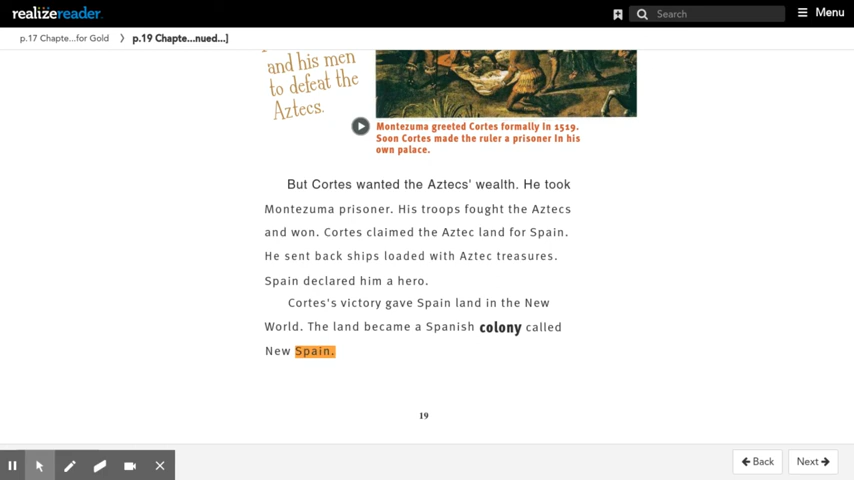 realizereader.
Search
Menu
p.17 Chapte...for Gold
p.19 Chapte...nued...]
and his men
to defeat the
Aztecs.
Montezuma greeted Cortes formally in 1519.
Soon Cortes made the ruler a prisoner in his
own palace.
But Cortes wanted the Aztecs' wealth. He took
Montezuma prisoner. His troops fought the Aztecs
and won. Cortes claimed the Aztec land for Spain.
He sent back ships loaded with Aztec treasures.
Spain declared him a hero.
Cortes's victory gave Spain land in the New
World. The land became a Spanish colony called
New Spain.
19
Back
Next